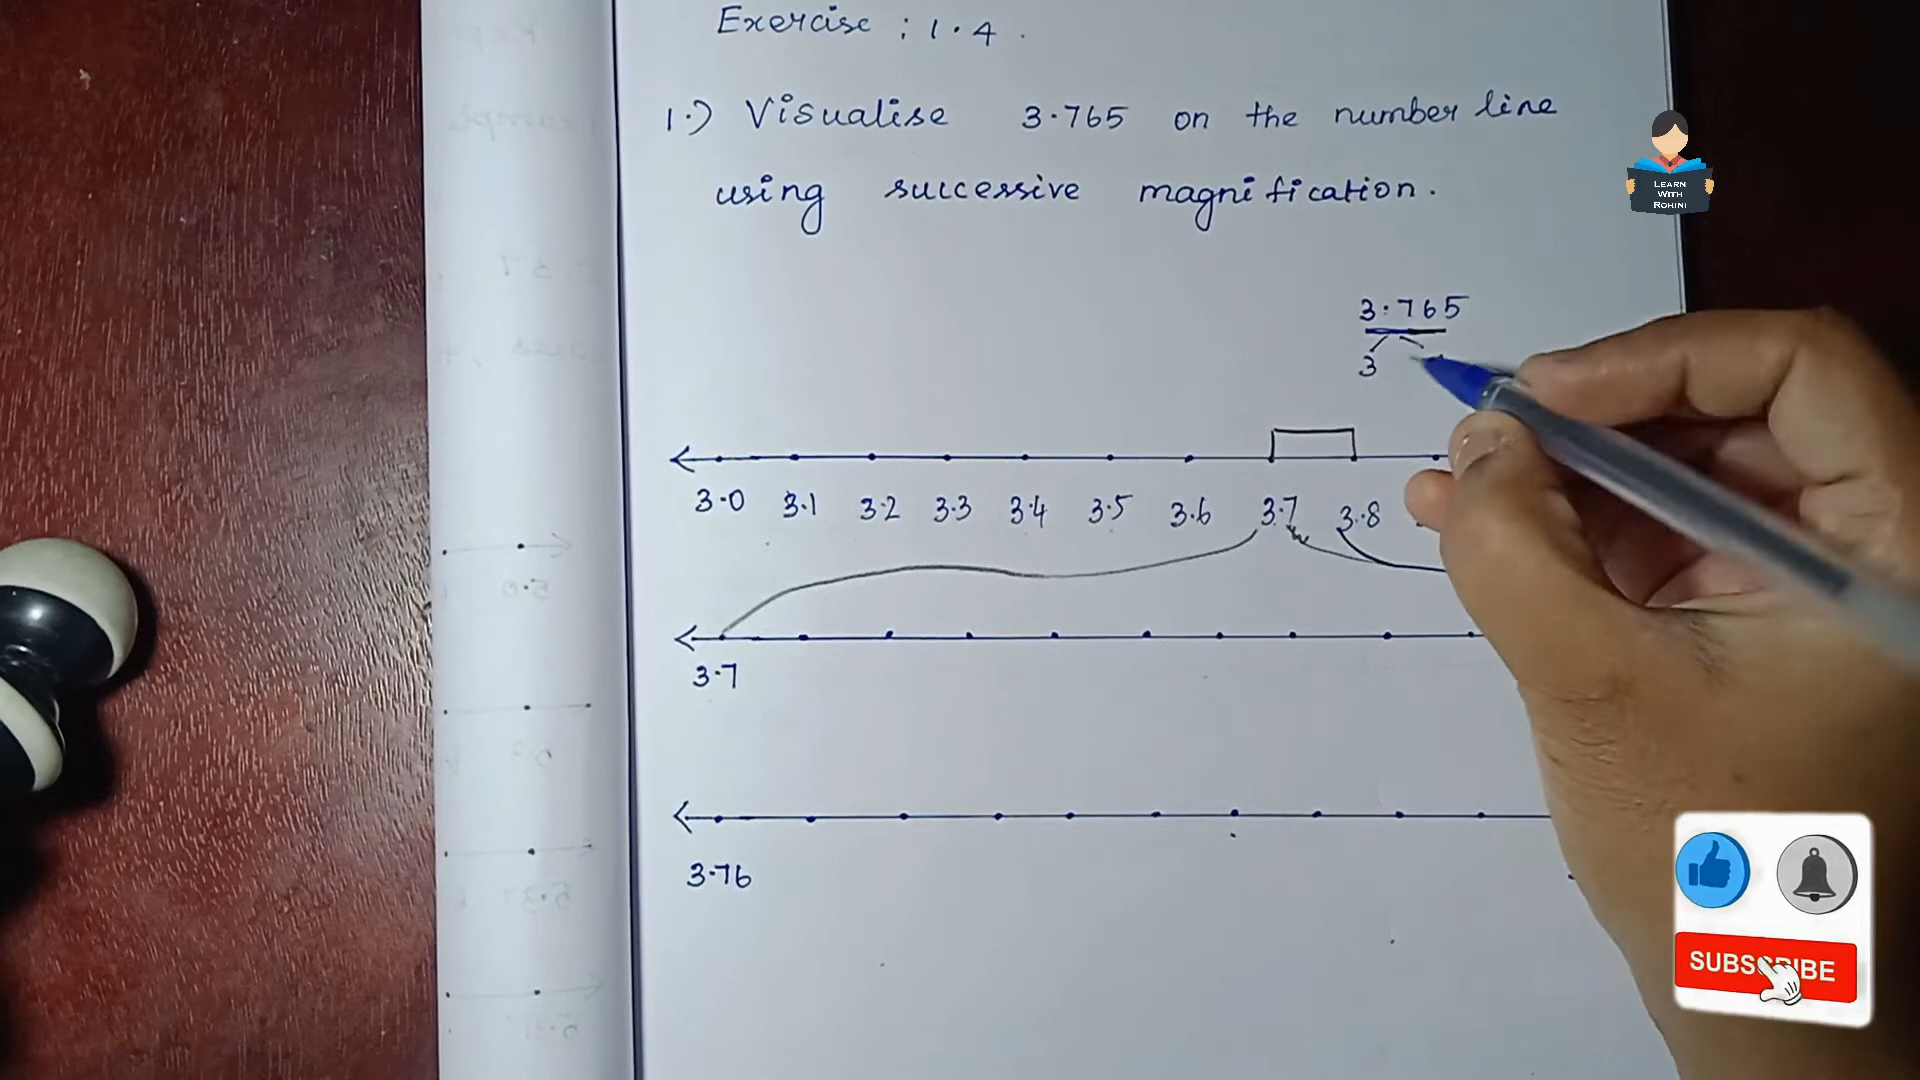 Exercise : 1.4.
1.) Visualise 3.765 on the number line
using successive magnification.
LEARN
WITH
ROHINI
3.765
3
3.0 3.1 3.2 3.3 3.4 3.5 3.6 3.7 3.8
3.7
3.76
SUBSCRIBE